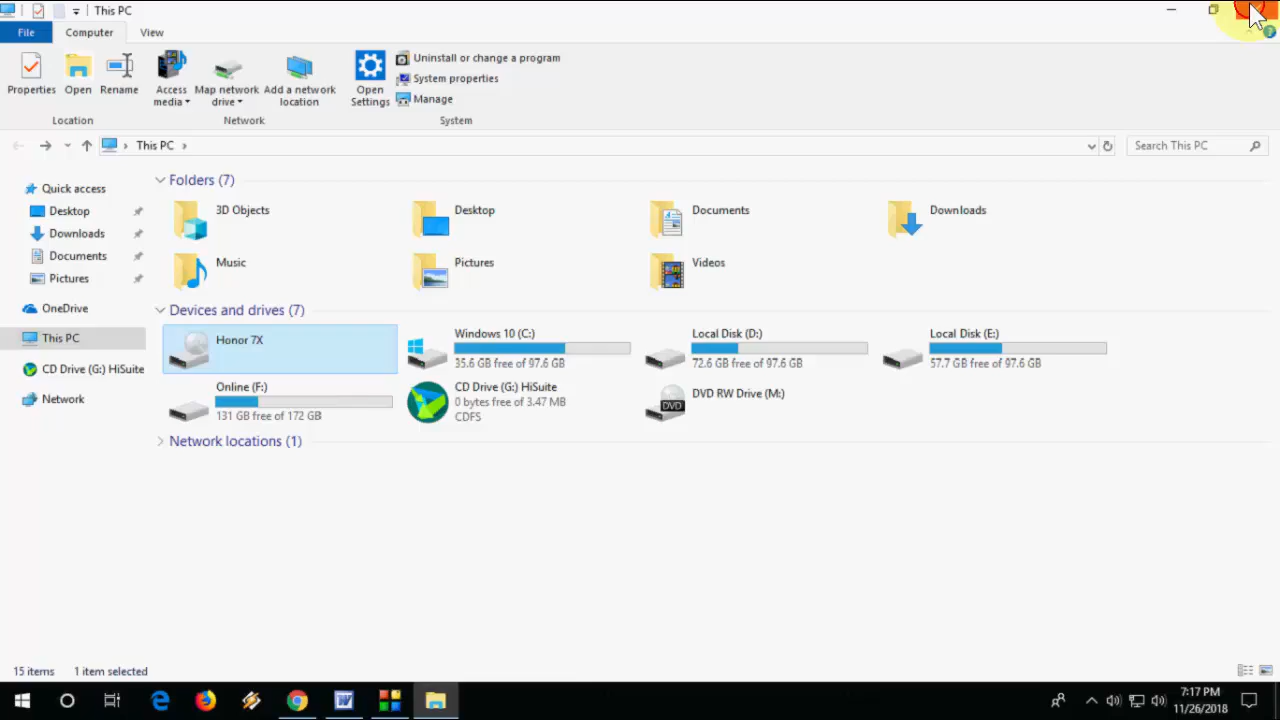 This PC
File Computer View
Properties Open Rename Access media Map network drive Add a network location Open Settings Uninstall or change a program
System properties
Manage
Location Network System
This PC Search This PC
Quick access
Desktop
Downloads
Documents
Pictures
OneDrive
This PC
CD Drive (G:) HiSuite
Network
Folders (7)
3D Objects Desktop Documents Downloads
Music Pictures Videos
Devices and drives (7)
Honor 7X
Windows 10 (C:)
35.6 GB free of 97.6 GB
Local Disk (D:)
72.6 GB free of 97.6 GB
Local Disk (E:)
57.7 GB free of 97.6 GB
Online (F:)
131 GB free of 172 GB
CD Drive (G:) HiSuite
0 bytes free of 3.47 MB
CDFS
DVD RW Drive (M:)
DVD
Network locations (1)
15 items 1 item selected
7:17 PM
11/26/2018